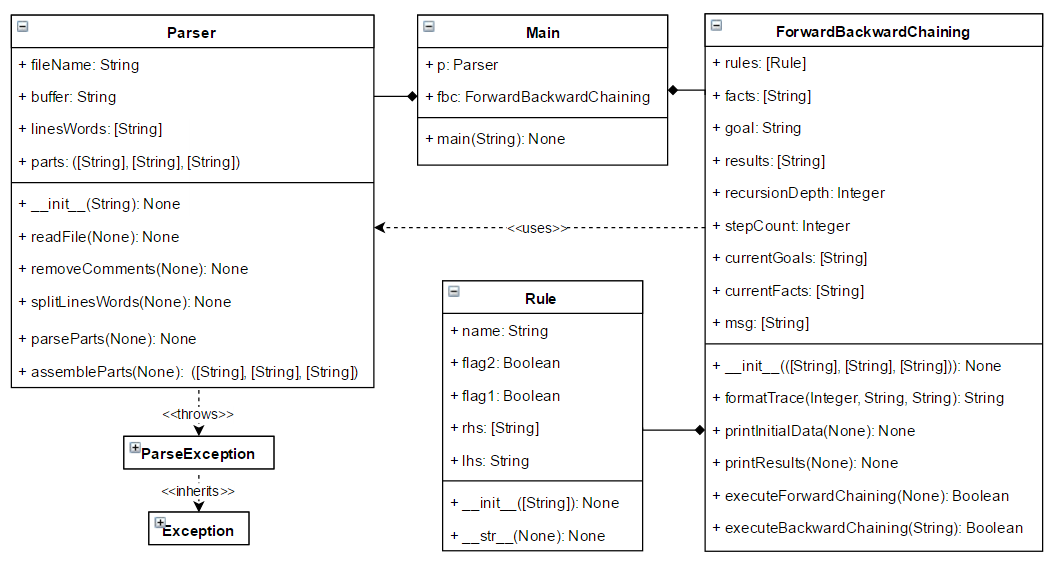 Parser
+ fileName: String
+ buffer: String
+ linesWords: [String]
+ parts: ([String], [String], [String])
+ __init__(String): None
+ readFile(None): None
+ removeComments(None): None
+ splitLinesWords(None): None
+ parseParts(None): None
+ assembleParts(None): ([String], [String], [String])
<<throws>>
ParseException
<<inherits>>
Exception
Main
+ p: Parser
+ fbc: ForwardBackwardChaining
+ main(String): None
<<uses>>
Rule
+ name: String
+ flag2: Boolean
+ flag1: Boolean
+ rhs: [String]
+ lhs: String
+ __init__([String]): None
+ __str__(None): None
ForwardBackwardChaining
+ rules: [Rule]
+ facts: [String]
+ goal: String
+ results: [String]
+ recursionDepth: Integer
+ stepCount: Integer
+ currentGoals: [String]
+ currentFacts: [String]
+ msg: [String]
+ __init__(([String], [String], [String])): None
+ formatTrace(Integer, String, String): String
+ printInitialData(None): None
+ printResults(None): None
+ executeForwardChaining(None): Boolean
+ executeBackwardChaining(String): Boolean